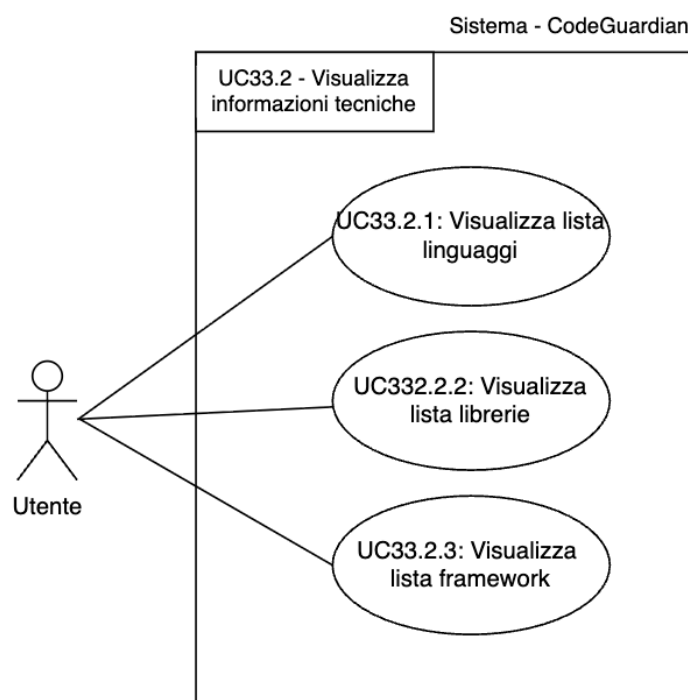 Sistema - CodeGuardian
UC33.2 - Visualizza
informazioni tecniche
UC33.2.1: Visualizza lista
linguaggi
UC332.2.2: Visualizza
lista librerie
Utente
UC33.2.3: Visualizza
lista framework